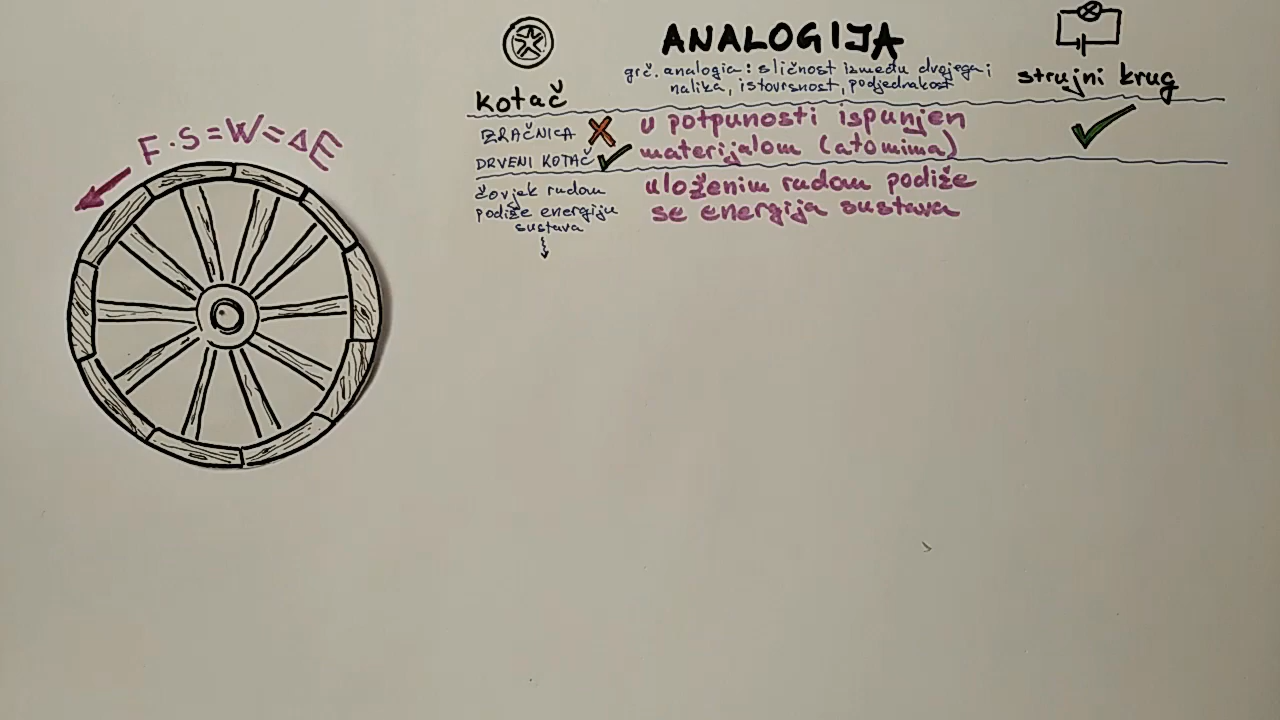 ANALOGIJA
grč. analogia: sličnost između dvojega;
nalika, istovrsnost, podjednakost
kotač
strujni krug
ZRAČNICA
DRVENI KOTAČ
u potpunosti ispunjen
materijalom (atomima)
čovjek radom
podiže energiju
sustava
uloženim radom podiže
se energija sustava
F·S=W=ΔE